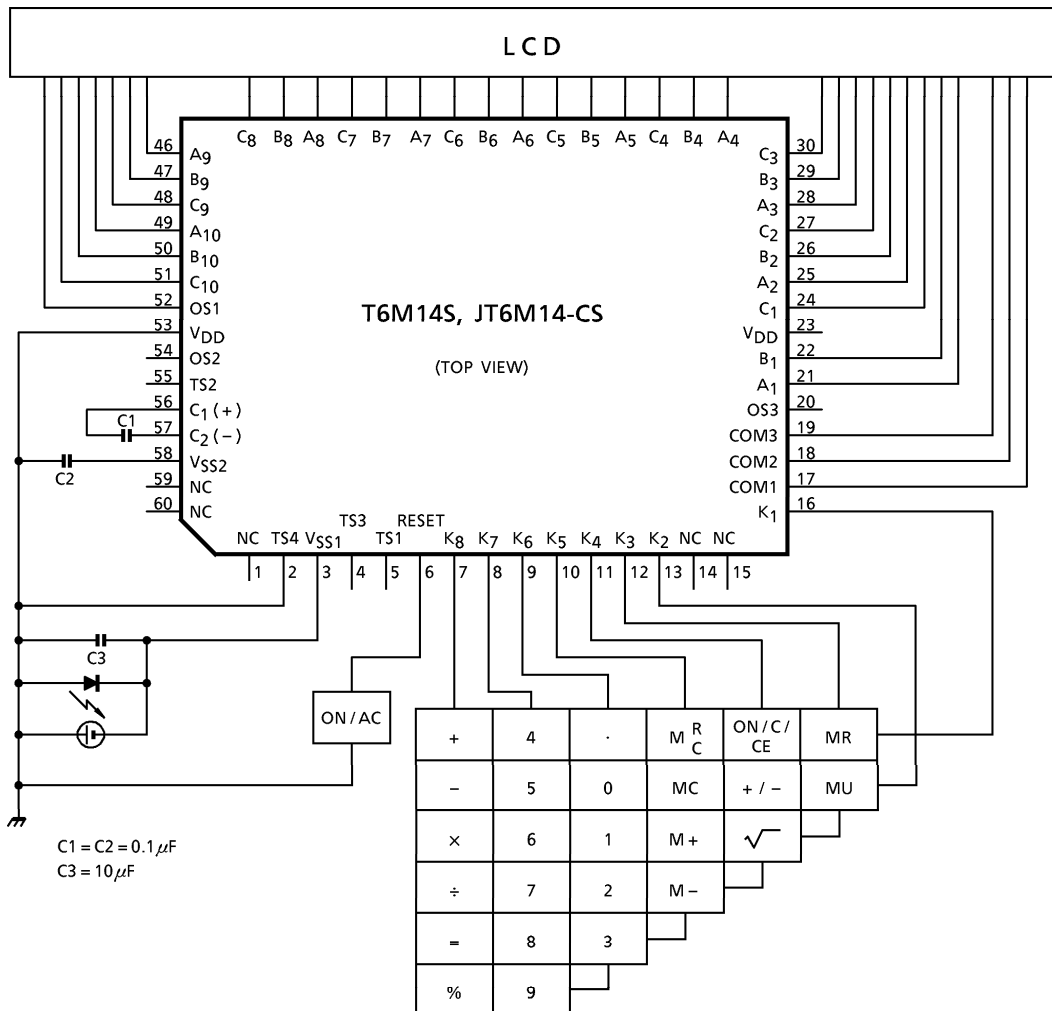 LCD
C8 B8 A8 C7 B7 A7 C6 B6 A6 C5 B5 A5 C4 B4 A4
46 A9
47 B9
48 C9
49 A10
50 B10
51 C10
52 OS1
53 VDD
54 OS2
55 TS2
56 C1 (+)
57 C2 (−)
58 VSS2
59 NC
60 NC
C1
C2
T6M14S, JT6M14-CS
(TOP VIEW)
C3 30
B3 29
A3 28
C2 27
B2 26
A2 25
C1 24
VDD 23
B1 22
A1 21
OS3 20
COM3 19
COM2 18
COM1 17
K1 16
NC TS4 VSS1 TS3 TS1 RESET K8 K7 K6 K5 K4 K3 K2 NC NC
1 2 3 4 5 6 7 8 9 10 11 12 13 14 15
C3
ON/AC
+ 4 · M R C ON/C/CE MR
− 5 0 MC +/− MU
× 6 1 M+ √
÷ 7 2 M−
= 8 3
% 9
C1 = C2 = 0.1μF
C3 = 10μF